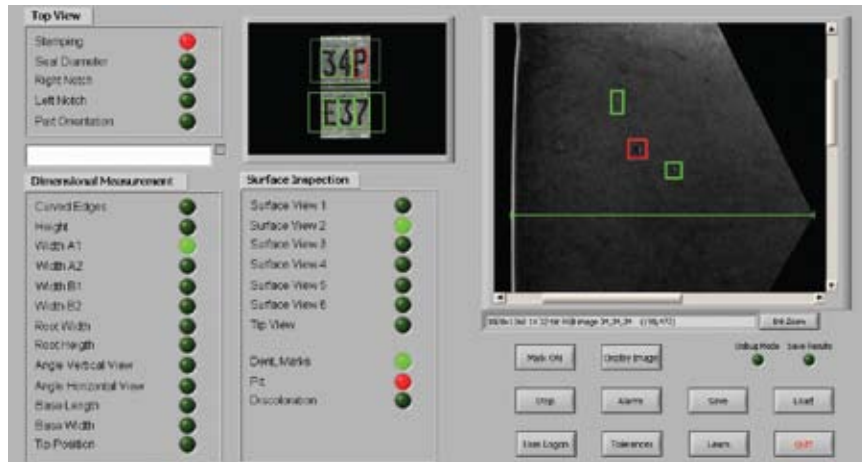 Top View
Stamping
Seal Diameter
Right Notch
Left Notch
Part Orientation
34P
E37
Dimensional Measurement
Curved Edges
Height
Width A1
Width A2
Width B1
Width B2
Root Width
Root Heigth
Angle Vertical View
Angle Horizontal View
Base Length
Base Width
Tip Position
Surface Inspection
Surface View 1
Surface View 2
Surface View 3
Surface View 4
Surface View 5
Surface View 6
Tip View
Dent, Marks
Pit
Discoloration
Display Image
Debug Mode
Save Results
Stop
Alarms
Save
Load
User Logon
Tolerances
Learn
QUIT